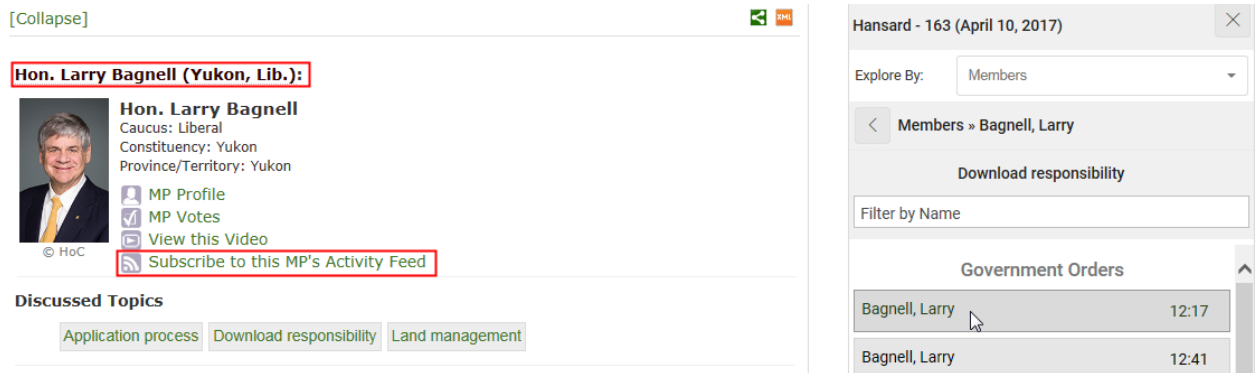 [Collapse]
XML
Hon. Larry Bagnell (Yukon, Lib.):
Hon. Larry Bagnell
Caucus: Liberal
Constituency: Yukon
Province/Territory: Yukon
MP Profile
MP Votes
View this Video
Subscribe to this MP's Activity Feed
© HoC
Discussed Topics
Application process
Download responsibility
Land management
Hansard - 163 (April 10, 2017)
Explore By: Members
Members » Bagnell, Larry
Download responsibility
Filter by Name
Government Orders
Bagnell, Larry 12:17
Bagnell, Larry 12:41